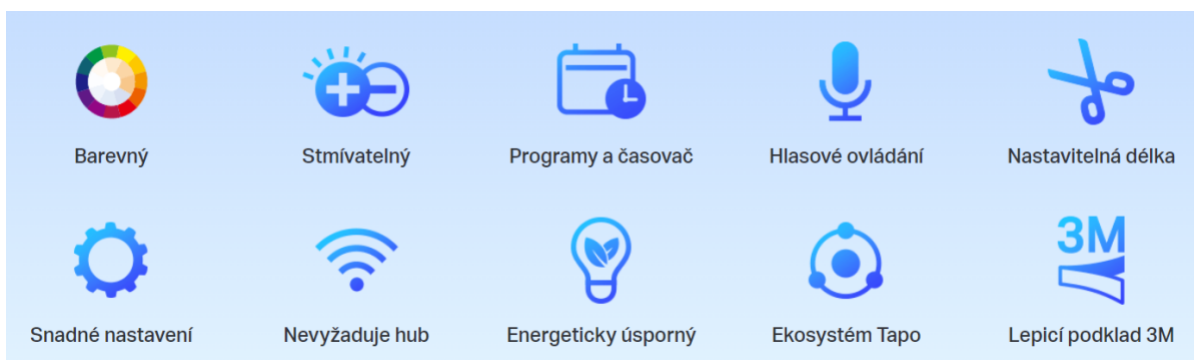 Barevný
Stmívatelný
Programy a časovač
Hlasové ovládání
Nastavitelná délka
3M
Snadné nastavení
Nevyžaduje hub
Energeticky úsporný
Ekosystém Tapo
Lepicí podklad 3M